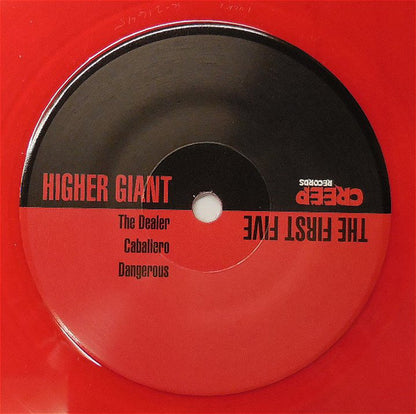 HIGHER GIANT
The Dealer
Caballero
Dangerous
THE FIRST FIVE
CREEP
RECORDS